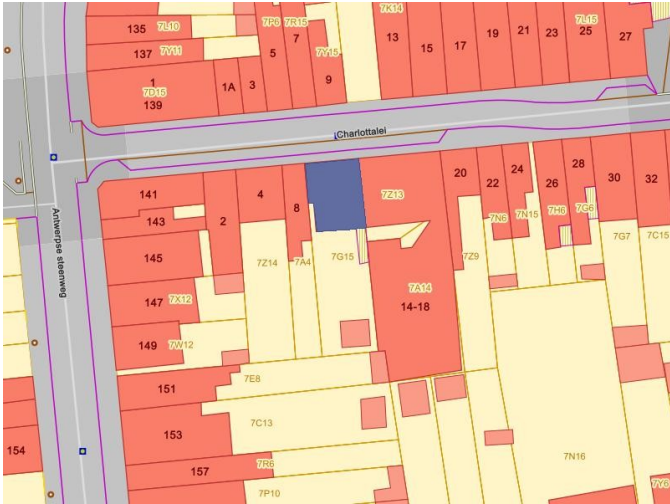 7K14
135
7L10
7P6
7R15
7
7L15
137
7Y11
5
7Y15
13
15
17
19
21
23
25
27
1
7D15
139
1A
3
9
Charlottalei
141
2
4
8
7Z13
20
22
24
26
28
30
32
143
7N6
7N15
7H6
7G6
Antwerpse steenweg
145
7Z14
7A4
7G15
7Z9
7G7
7C15
147
7X12
7A14
14-18
149
7W12
151
7E8
153
7C13
154
157
7R6
7N16
7P10